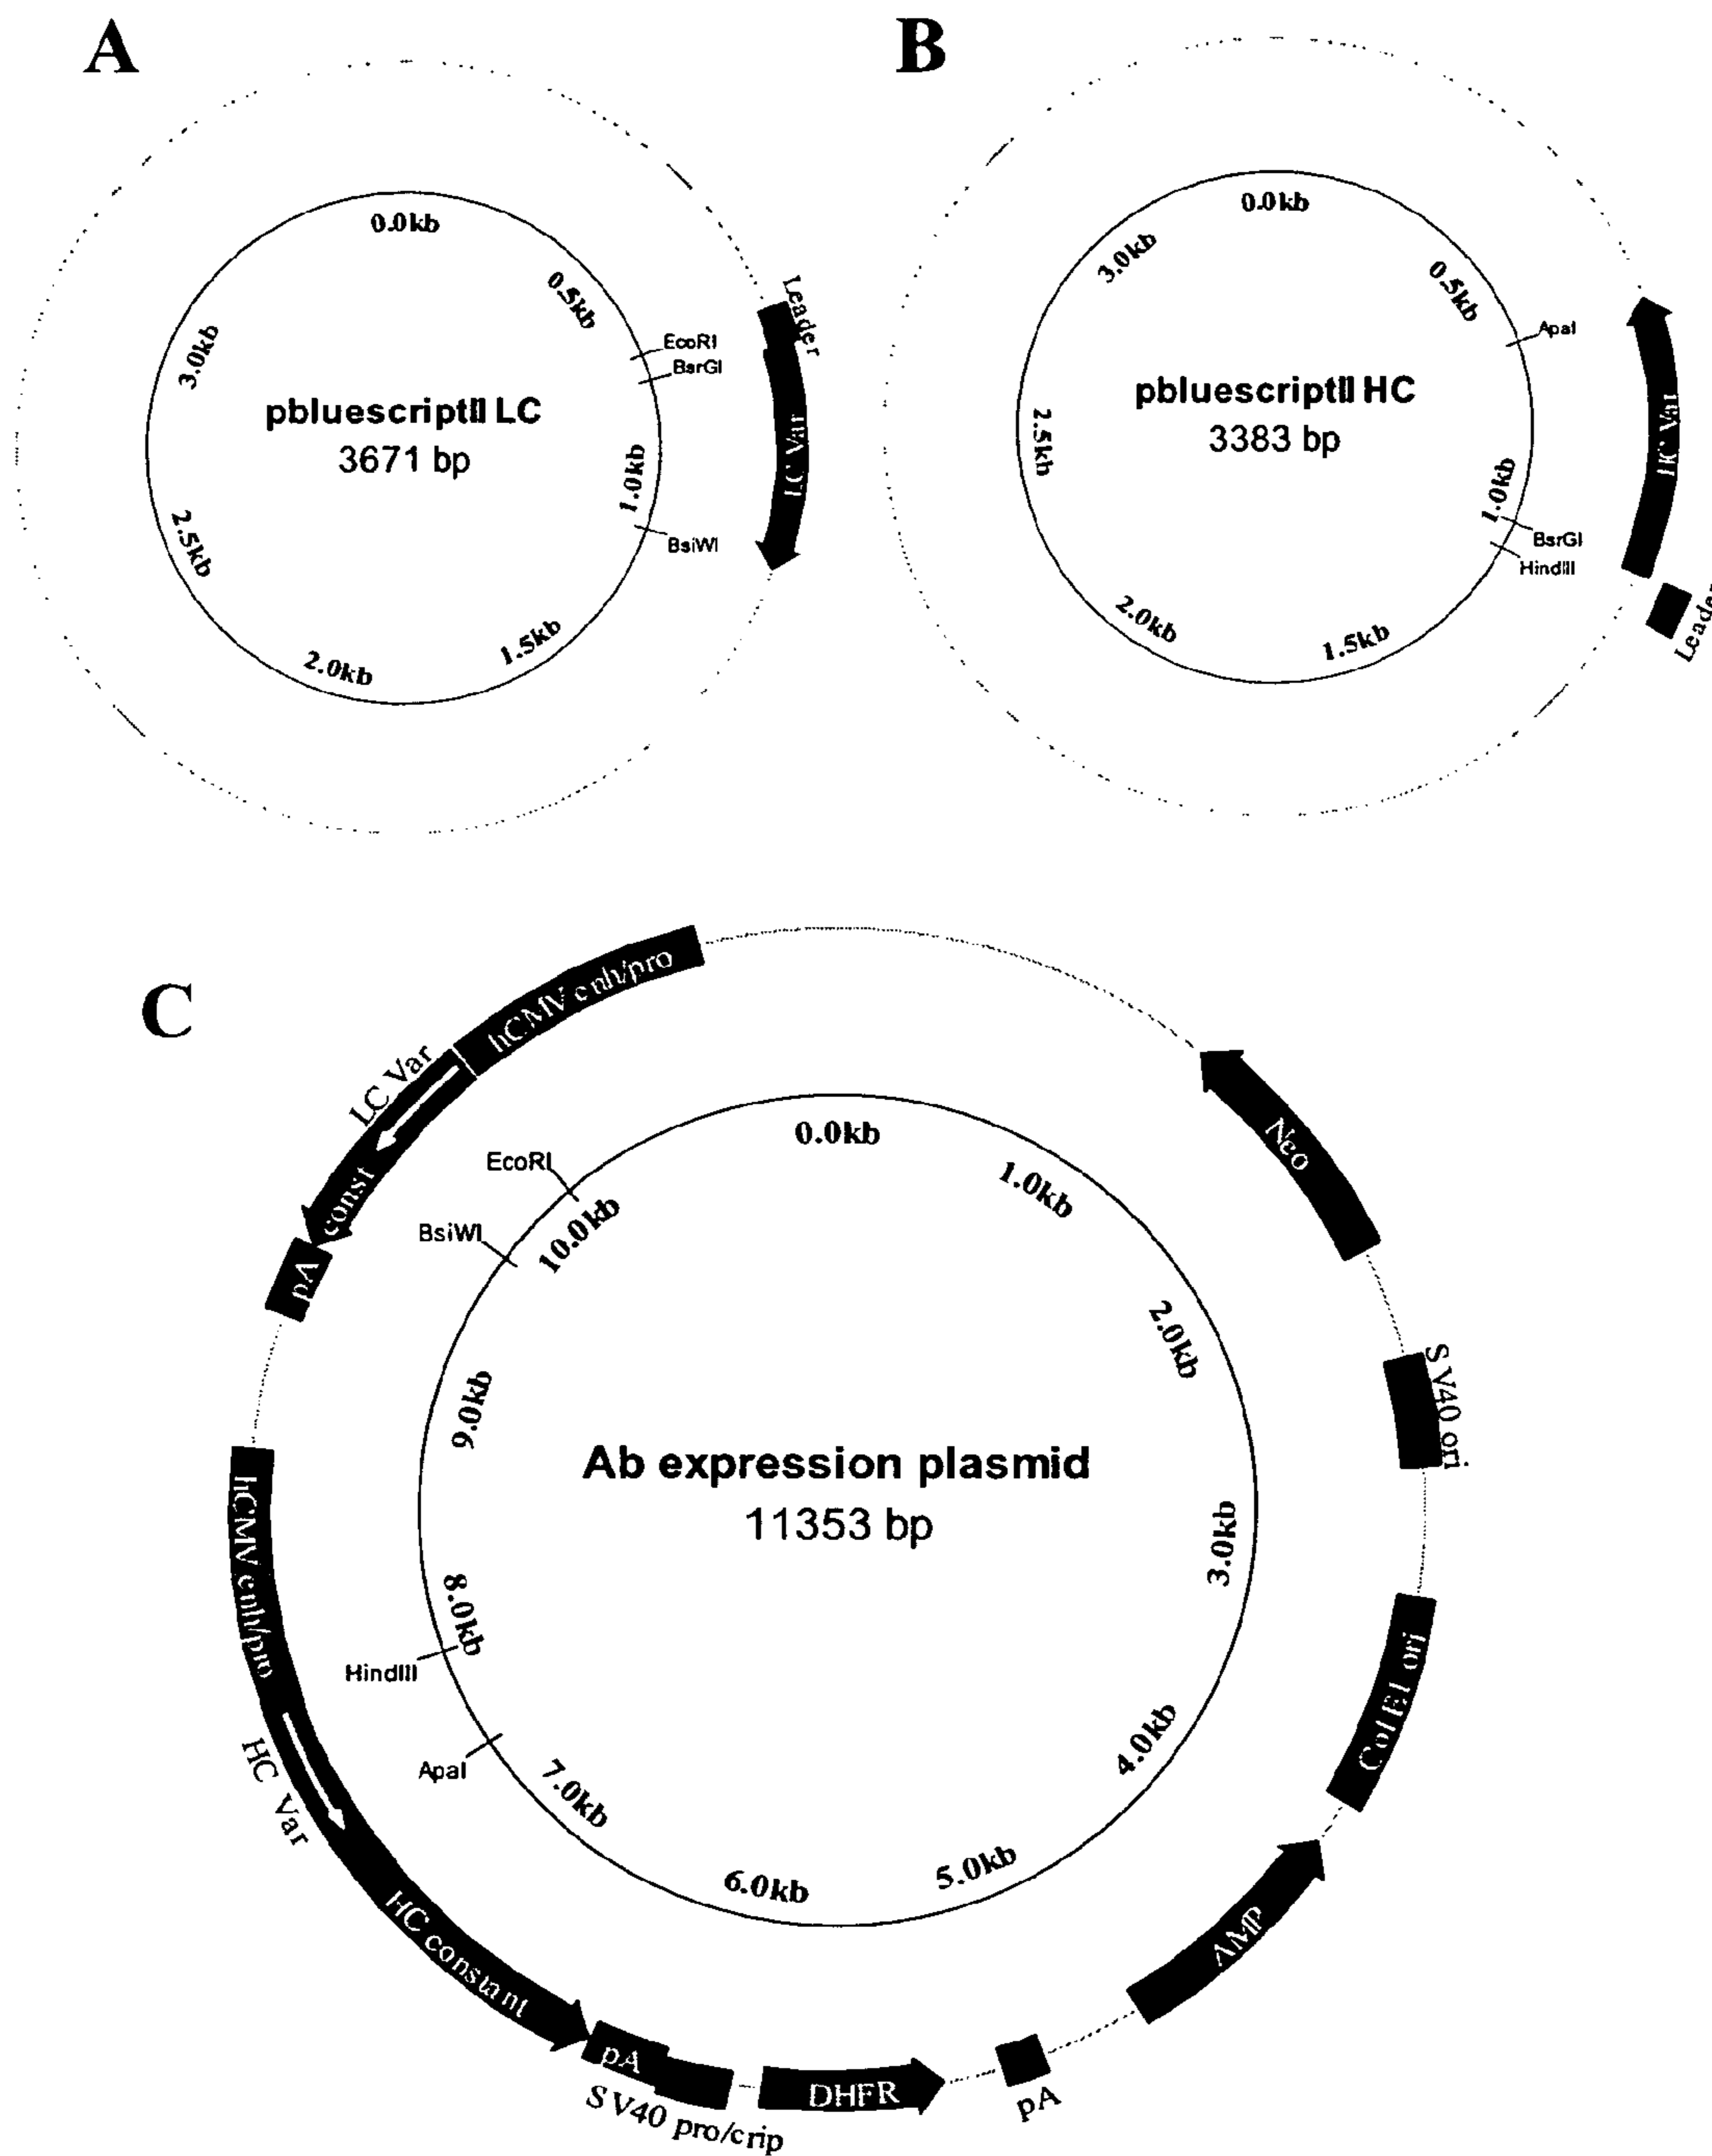 A
0.0kb
0.5kb
EcoRI
BsrGI
1.0kb
BsiWI
1.5kb
2.0kb
2.5kb
3.0kb
pbluescriptII LC
3671 bp
Leader
LC Var
B
0.0kb
0.5kb
ApaI
1.0kb
BsrGI
HindIII
1.5kb
2.0kb
2.5kb
3.0kb
pbluescriptII HC
3383 bp
HC Var
Leader
C
hCMV enh/pro
LC Var
const
pA
hCMV enh/pro
HC Var
HC constant
pA
SV40 pro/crip
DHFR
pA
AMP
Col E1 ori
SV40 ori
Neo
0.0kb
1.0kb
2.0kb
3.0kb
4.0kb
5.0kb
6.0kb
7.0kb
ApaI
HindIII
8.0kb
9.0kb
BsiWI
EcoRI
10.0kb
Ab expression plasmid
11353 bp